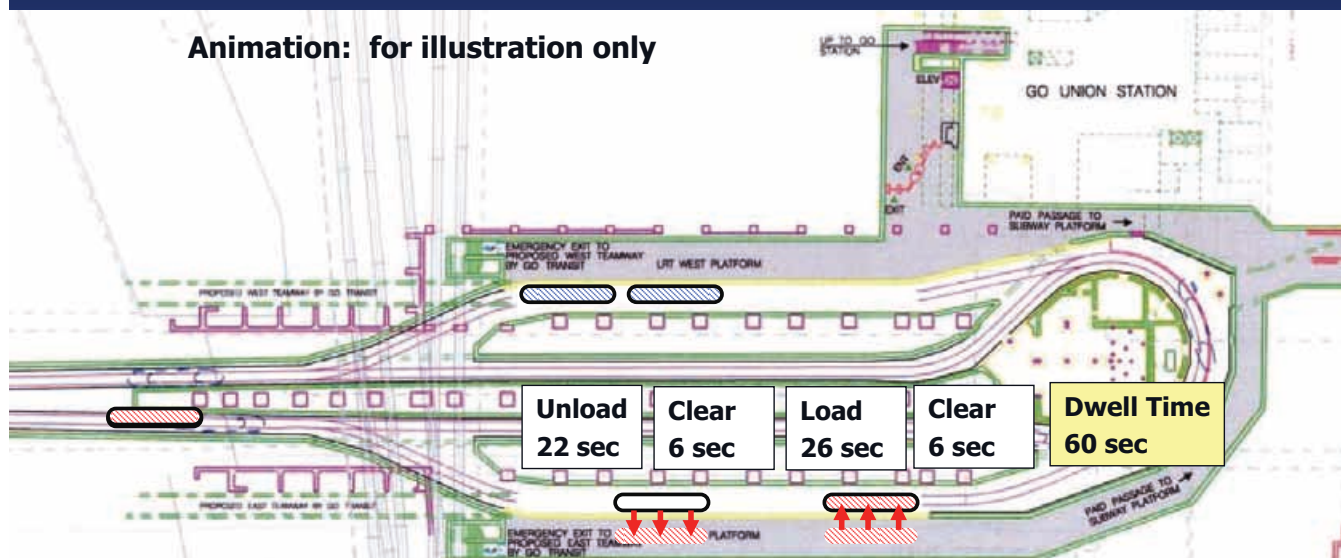 Animation: for illustration only
UP TO GO
STATION
ELEV
GO UNION STATION
ENT
EXIT
PAID PASSAGE TO
SUBWAY PLATFORM
EMERGENCY EXIT TO
PROPOSED WEST TEAMWAY
BY GO TRANSIT
LRT WEST PLATFORM
PROPOSED WEST TEAMWAY BY GO TRANSIT
Unload
22 sec
Clear
6 sec
Load
26 sec
Clear
6 sec
Dwell Time
60 sec
PROPOSED EAST TEAMWAY BY GO TRANSIT
EMERGENCY EXIT TO
PROPOSED EAST TEAMWAY
BY GO TRANSIT
PLATFORM
PAID PASSAGE TO
SUBWAY PLATFORM